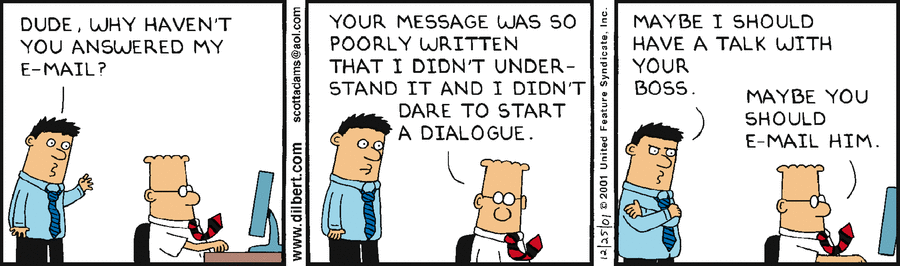 DUDE, WHY HAVEN'T
YOU ANSWERED MY
E-MAIL?
www.dilbert.com
scottadams@aol.com
YOUR MESSAGE WAS SO
POORLY WRITTEN
THAT I DIDN'T UNDER-
STAND IT AND I DIDN'T
DARE TO START
A DIALOGUE.
12/25/01 © 2001 United Feature Syndicate, Inc.
MAYBE I SHOULD
HAVE A TALK WITH
YOUR
BOSS.
MAYBE YOU
SHOULD
E-MAIL HIM.